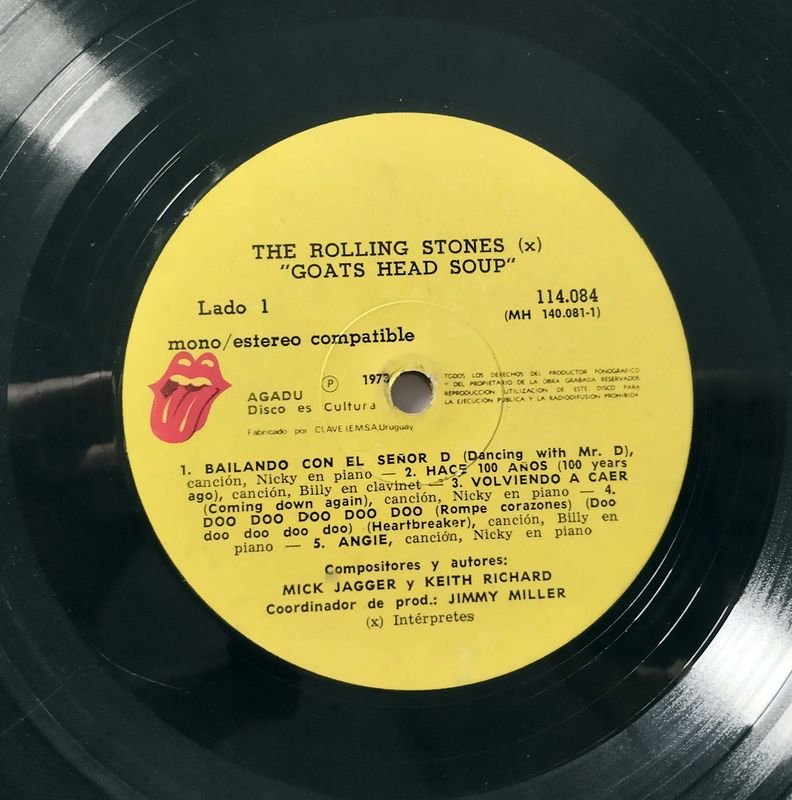 THE ROLLING STONES (x)
"GOATS HEAD SOUP"
Lado 1
114.084
(MH 140.081-1)
mono/estereo compatible
℗ 1973
AGADU
Disco es Cultura
Fabricado por CLAVE I.E.M.S.A. Uruguay
TODOS LOS DERECHOS DEL PRODUCTOR FONOGRAFICO
Y DEL PROPIETARIO DE LA OBRA GRABADA RESERVADOS
REPRODUCCION UTILIZACION DE ESTE DISCO PARA
LA EJECUCION PUBLICA Y LA RADIODIFUSION PROHIBIDA
1. BAILANDO CON EL SEÑOR D (Dancing with Mr. D),
canción, Nicky en piano — 2. HACE 100 AÑOS (100 years
ago), canción, Billy en clavinet — 3. VOLVIENDO A CAER
(Coming down again), canción, Nicky en piano — 4.
DOO DOO DOO DOO DOO (Rompe corazones) (Doo
doo doo doo doo) (Heartbreaker), canción, Billy en
piano — 5. ANGIE, canción, Nicky en piano
Compositores y autores:
MICK JAGGER y KEITH RICHARD
Coordinador de prod.: JIMMY MILLER
(x) Intérpretes